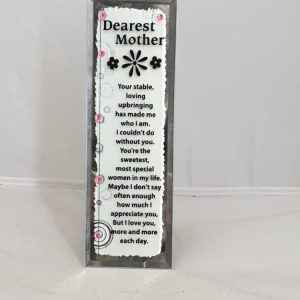 Dearest
Mother
Your stable,
loving
upbringing
has made me
who I am.
I couldn't do
without you.
You're the
sweetest,
most special
women in my life.
Maybe I don't say
often enough
how much I
appreciate you,
But I love you,
more and more
each day.